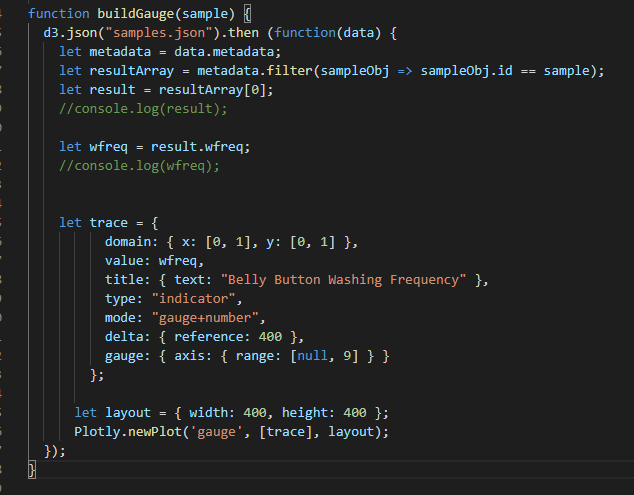 function buildGauge(sample) {
  d3.json("samples.json").then (function(data) {
    let metadata = data.metadata;
    let resultArray = metadata.filter(sampleObj => sampleObj.id == sample);
    let result = resultArray[0];
    //console.log(result);

    let wfreq = result.wfreq;
    //console.log(wfreq);


    let trace = {
          domain: { x: [0, 1], y: [0, 1] },
          value: wfreq,
          title: { text: "Belly Button Washing Frequency" },
          type: "indicator",
          mode: "gauge+number",
          delta: { reference: 400 },
          gauge: { axis: { range: [null, 9] } }
        };

      let layout = { width: 400, height: 400 };
      Plotly.newPlot('gauge', [trace], layout);
  });
}